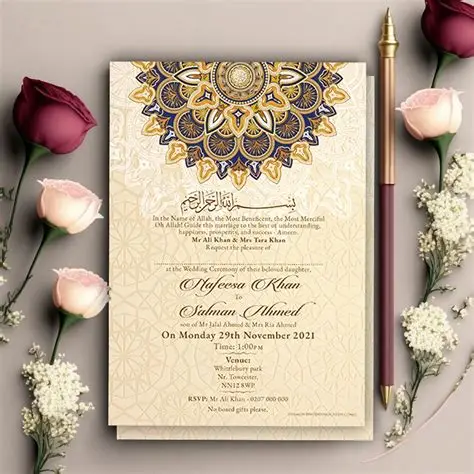 بسم الله الرحمن الرحيم
In the Name of Allah, the Most Beneficent, the Most Merciful
Oh Allah! Guide this marriage to the best of understanding,
happiness, prosperity, and success - Ameen.
Mr Ali Khan & Mrs Tara Khan
Request the pleasure of
at the Wedding Ceremony of their beloved daughter,
Hafeesa Khan
To
Salman Ahmed
son of Mr Jalal Ahmed & Mrs Ria Ahmed
On Monday 29th November 2021
Time: 1:00PM
Venue:
Whittlebury park
Nr. Towcester,
NN12 8WP
RSVP: Mr Ali Khan - 0207 000 000
No boxed gifts please.